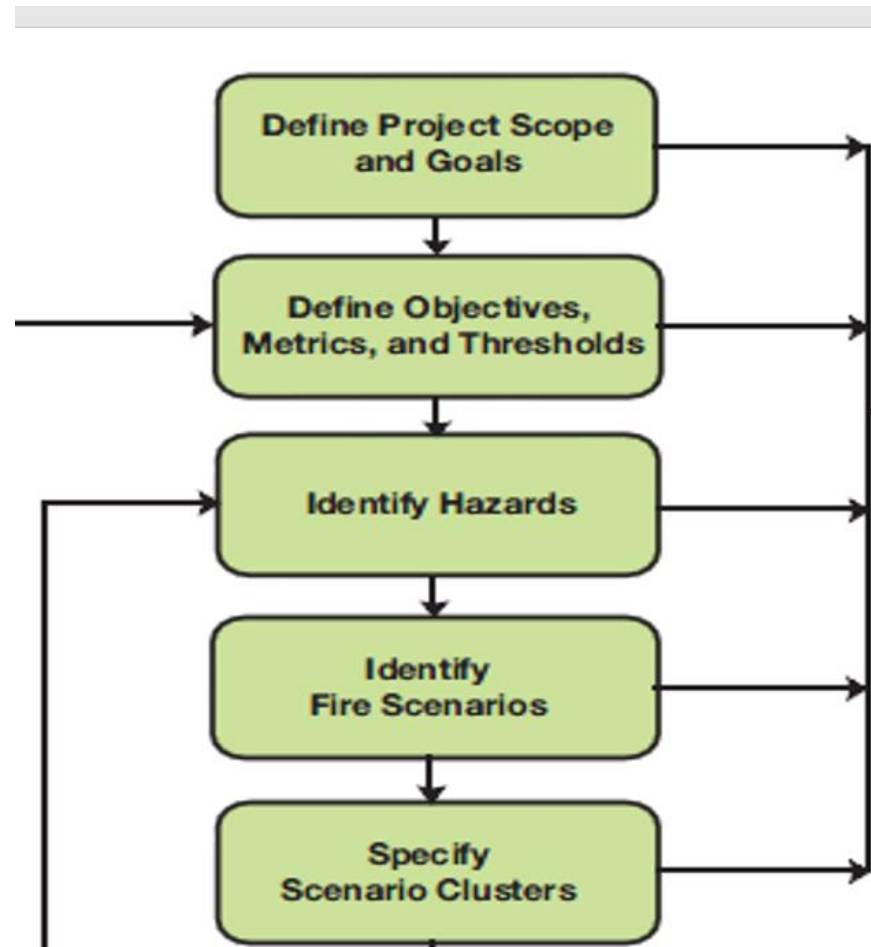 Define Project Scope
and Goals
Define Objectives,
Metrics, and Thresholds
Identify Hazards
Identify
Fire Scenarios
Specify
Scenario Clusters